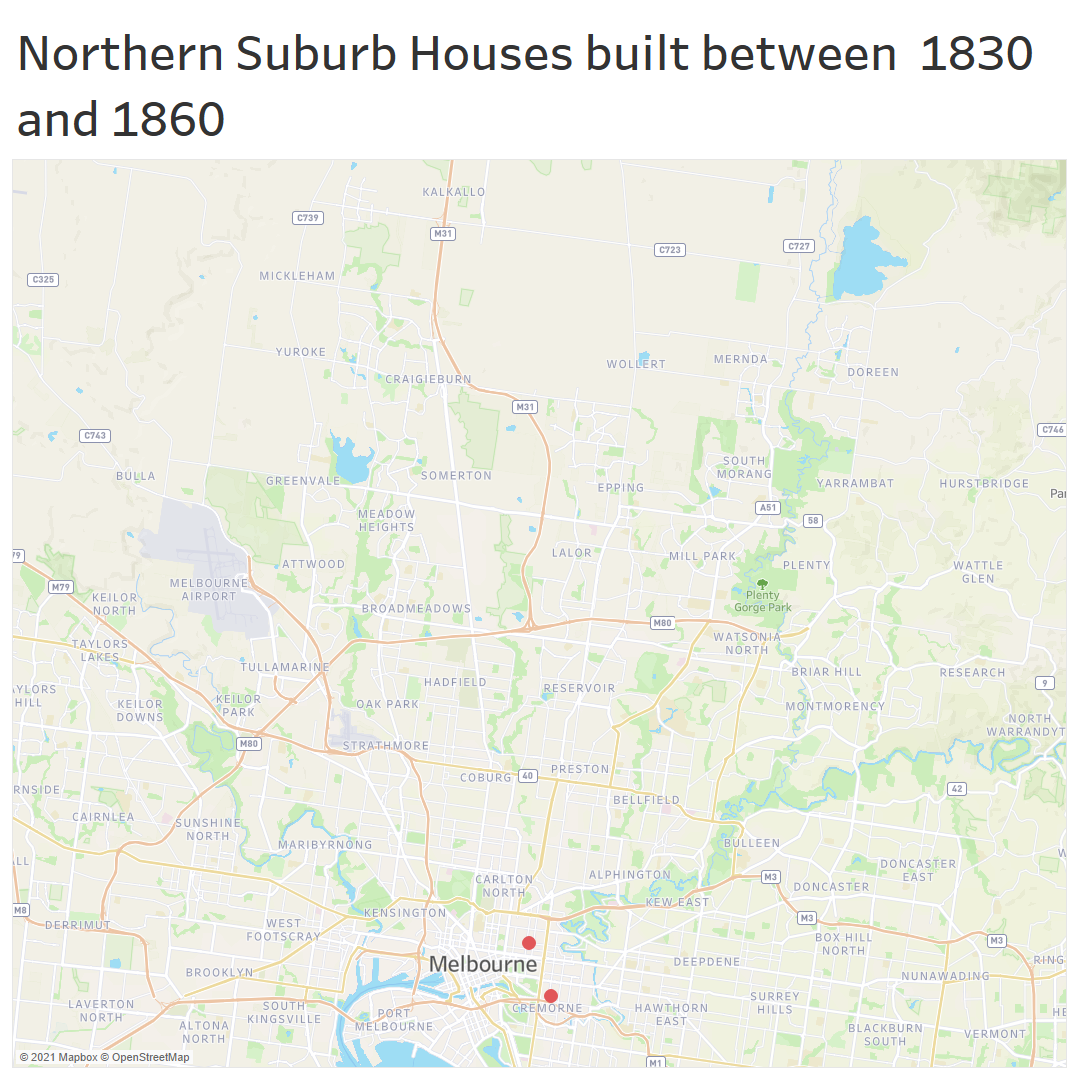 Northern Suburb Houses built between 1830
and 1860
KALKALLO
C739
M31
C723
C727
C325
MICKLEHAM
YUROKE
WOLLERT
MERNDA
DOREEN
CRAIGIEBURN
M31
C743
C746
BULLA
GREENVALE
SOMERTON
EPPING
SOUTH
MORANG
YARRAMBAT
HURSTBRIDGE
Par
A51
58
MEADOW
HEIGHTS
79
ATTWOOD
LALOR
MILL PARK
PLENTY
WATTLE
GLEN
M79
MELBOURNE
AIRPORT
KEILOR
NORTH
BROADMEADOWS
Plenty
Gorge Park
M80
TAYLORS
LAKES
WATSONIA
NORTH
TULLAMARINE
BRIAR HILL
RESEARCH
9
AYLORS
HILL
HADFIELD
RESERVOIR
KEILOR
DOWNS
KEILOR
PARK
OAK PARK
MONTMORENCY
NORTH
WARRANDYT
M80
STRATHMORE
COBURG
40
PRESTON
RNSIDE
42
BELLFIELD
CAIRNLEA
SUNSHINE
NORTH
MARIBYRNONG
BULLEEN
ALL
W
DONCASTER
EAST
CARLTON
NORTH
ALPHINGTON
M3
DONCASTER
M8
KENSINGTON
KEW EAST
M3
DERRIMUT
WEST
FOOTSCRAY
BOX HILL
NORTH
M3
Melbourne
DEEPDENE
RING
BROOKLYN
NUNAWADING
LAVERTON
NORTH
SOUTH
KINGSVILLE
PORT
MELBOURNE
CREMORNE
HAWTHORN
EAST
SURREY
HILLS
HE
ALTONA
NORTH
BLACKBURN
SOUTH
VERMONT
© 2021 Mapbox © OpenStreetMap
M1